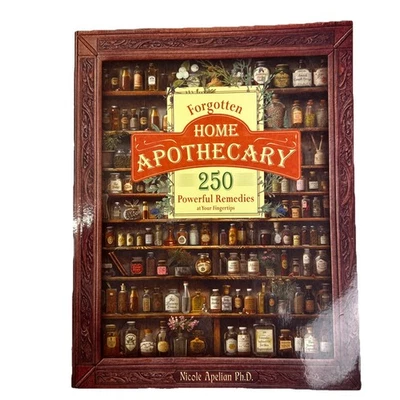 Forgotten
HOME
APOTHECARY
250
Powerful Remedies
at Your Fingertips
Nicole Apelian Ph.D.